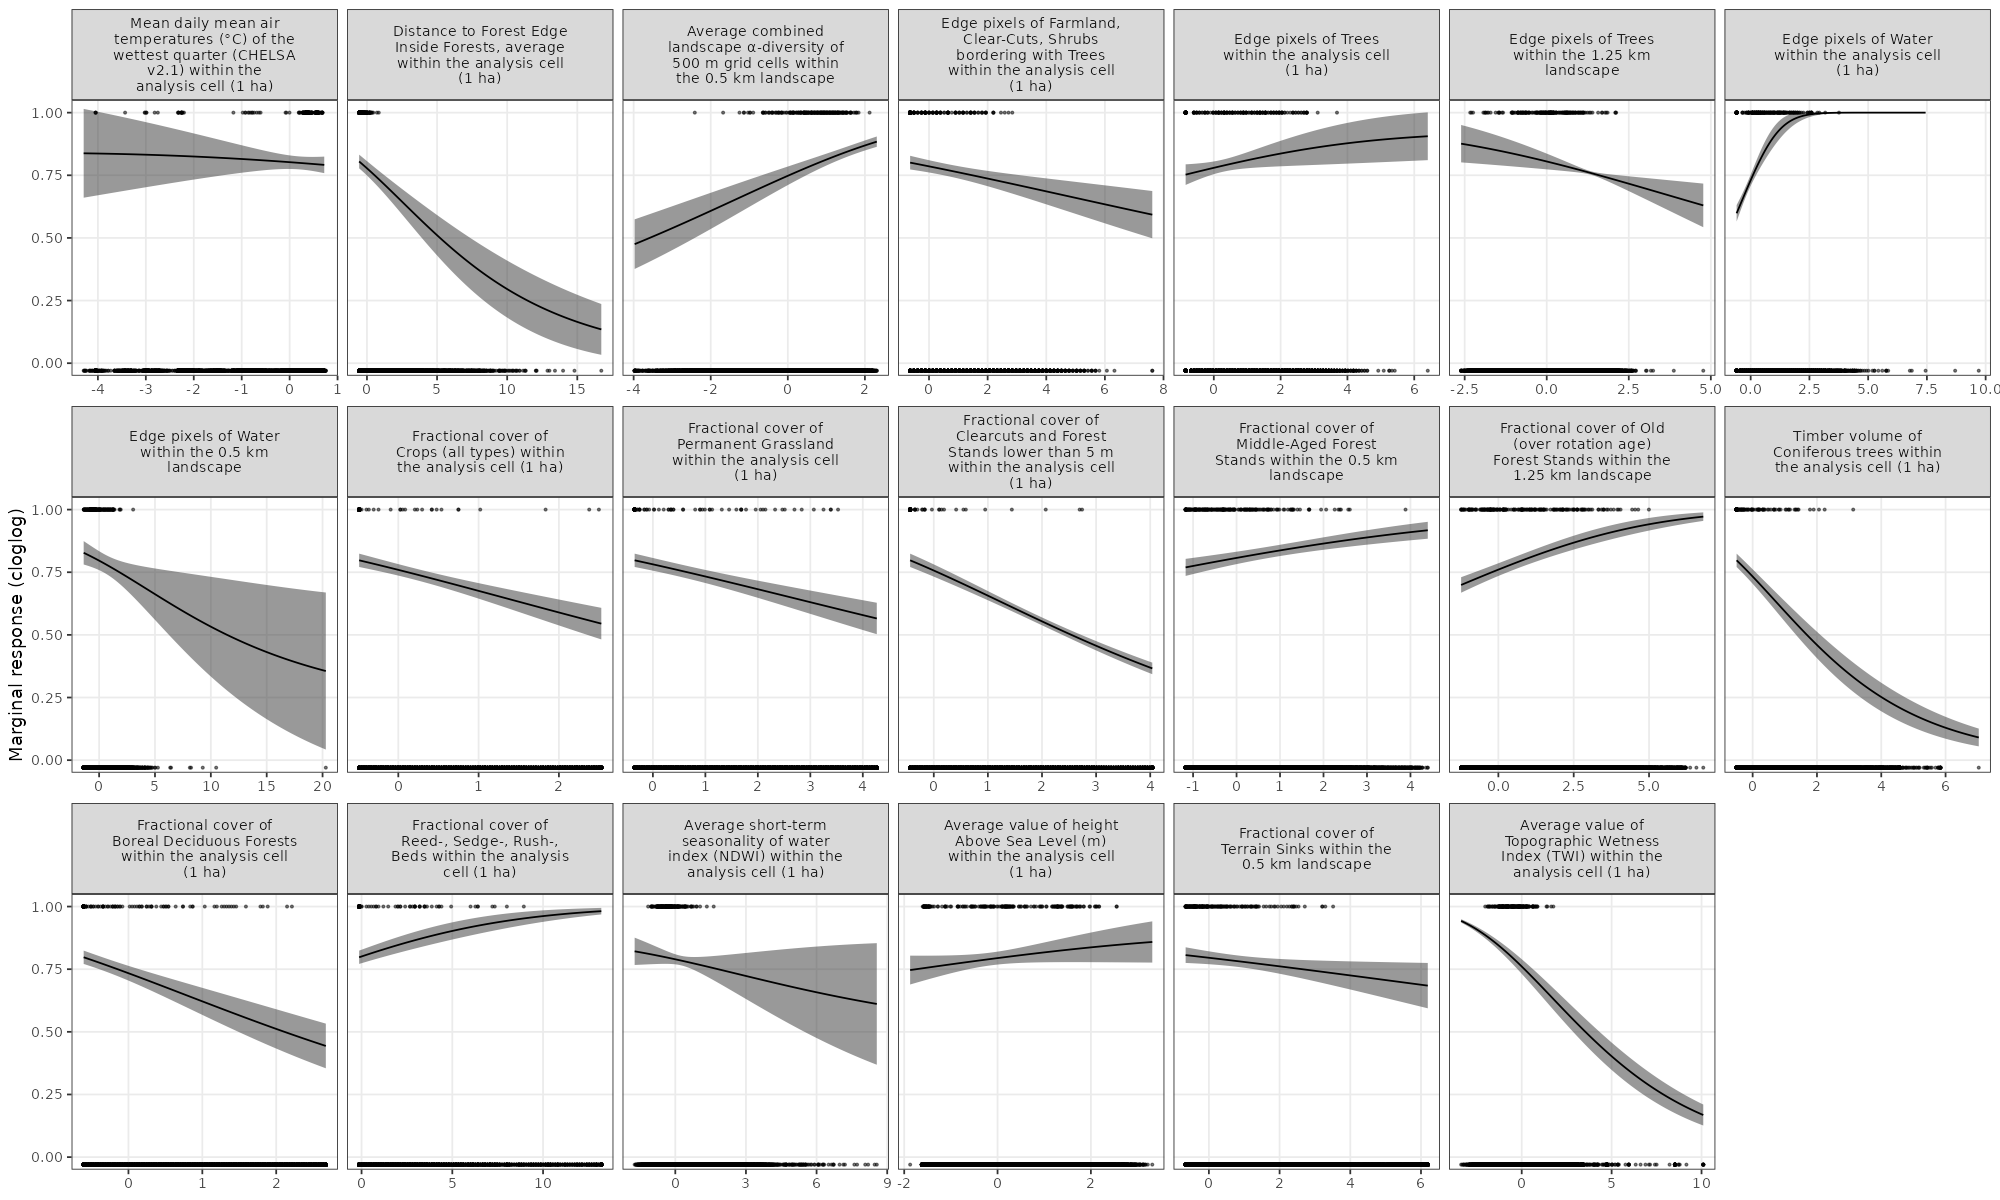 Mean daily mean air
temperatures (°C) of the
wettest quarter (CHELSA
v2.1) within the
analysis cell (1 ha)
Distance to Forest Edge
Inside Forests, average
within the analysis cell
(1 ha)
Average combined
landscape α-diversity of
500 m grid cells within
the 0.5 km landscape
Edge pixels of Farmland,
Clear-Cuts, Shrubs
bordering with Trees
within the analysis cell
(1 ha)
Edge pixels of Trees
within the analysis cell
(1 ha)
Edge pixels of Trees
within the 1.25 km
landscape
Edge pixels of Water
within the analysis cell
(1 ha)
1.00
0.75
0.50
0.25
0.00
-4 -3 -2 -1 0 1
0 5 10 15
-4 -2 0 2
0 2 4 6 8
0 2 4 6
-2.5 0.0 2.5 5.0
0.0 2.5 5.0 7.5 10.0
Marginal response (cloglog)
Edge pixels of Water
within the 0.5 km
landscape
Fractional cover of
Crops (all types) within
the analysis cell (1 ha)
Fractional cover of
Permanent Grassland
within the analysis cell
(1 ha)
Fractional cover of
Clearcuts and Forest
Stands lower than 5 m
within the analysis cell
(1 ha)
Fractional cover of
Middle-Aged Forest
Stands within the 0.5 km
landscape
Fractional cover of Old
(over rotation age)
Forest Stands within the
1.25 km landscape
Timber volume of
Coniferous trees within
the analysis cell (1 ha)
1.00
0.75
0.50
0.25
0.00
0 5 10 15 20
0 1 2
0 1 2 3 4
0 1 2 3 4
-1 0 1 2 3 4
0.0 2.5 5.0
0 2 4 6
Fractional cover of
Boreal Deciduous Forests
within the analysis cell
(1 ha)
Fractional cover of
Reed-, Sedge-, Rush-,
Beds within the analysis
cell (1 ha)
Average short-term
seasonality of water
index (NDWI) within the
analysis cell (1 ha)
Average value of height
Above Sea Level (m)
within the analysis cell
(1 ha)
Fractional cover of
Terrain Sinks within the
0.5 km landscape
Average value of
Topographic Wetness
Index (TWI) within the
analysis cell (1 ha)
1.00
0.75
0.50
0.25
0.00
0 1 2
0 5 10
0 3 6 9
-2 0 2
0 2 4 6
0 5 10